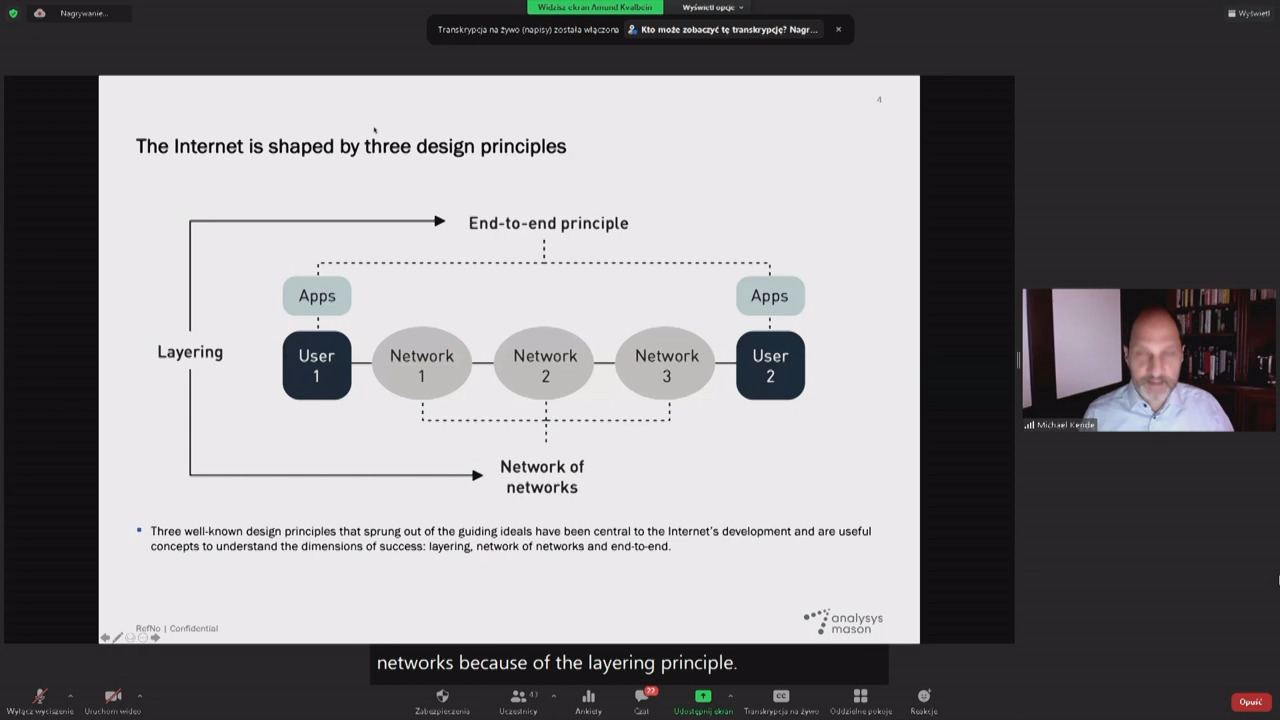 Nagrywanie...
Widzisz ekran Amund Kvalbein
Wyświetl opcje
Wyświetl
Transkrypcja na żywo (napisy) została włączona
Kto może zobaczyć tę transkrypcję? Nagr...
4
The Internet is shaped by three design principles
End-to-end principle
Apps
Apps
Layering
User
1
Network
1
Network
2
Network
3
User
2
Network of
networks
Three well-known design principles that sprung out of the guiding ideals have been central to the Internet's development and are useful
concepts to understand the dimensions of success: layering, network of networks and end-to-end.
RefNo | Confidential
analysys
mason
Michael Kende
networks because of the layering principle.
Wyłącz wyciszenie
Uruchom wideo
Zabezpieczenia
Uczestnicy
43
Ankiety
Czat
22
Udostępnij ekran
CC
Transkrypcja na żywo
Oddzielne pokoje
Reakcje
Opuść